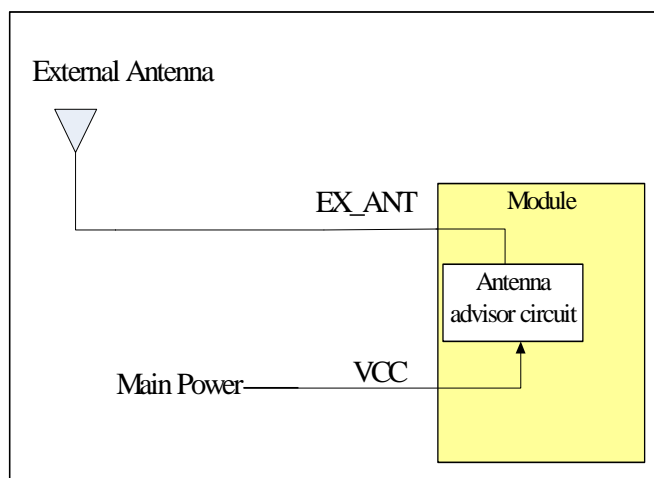 External Antenna
EX_ANT
Module
Antenna
advisor circuit
VCC
Main Power